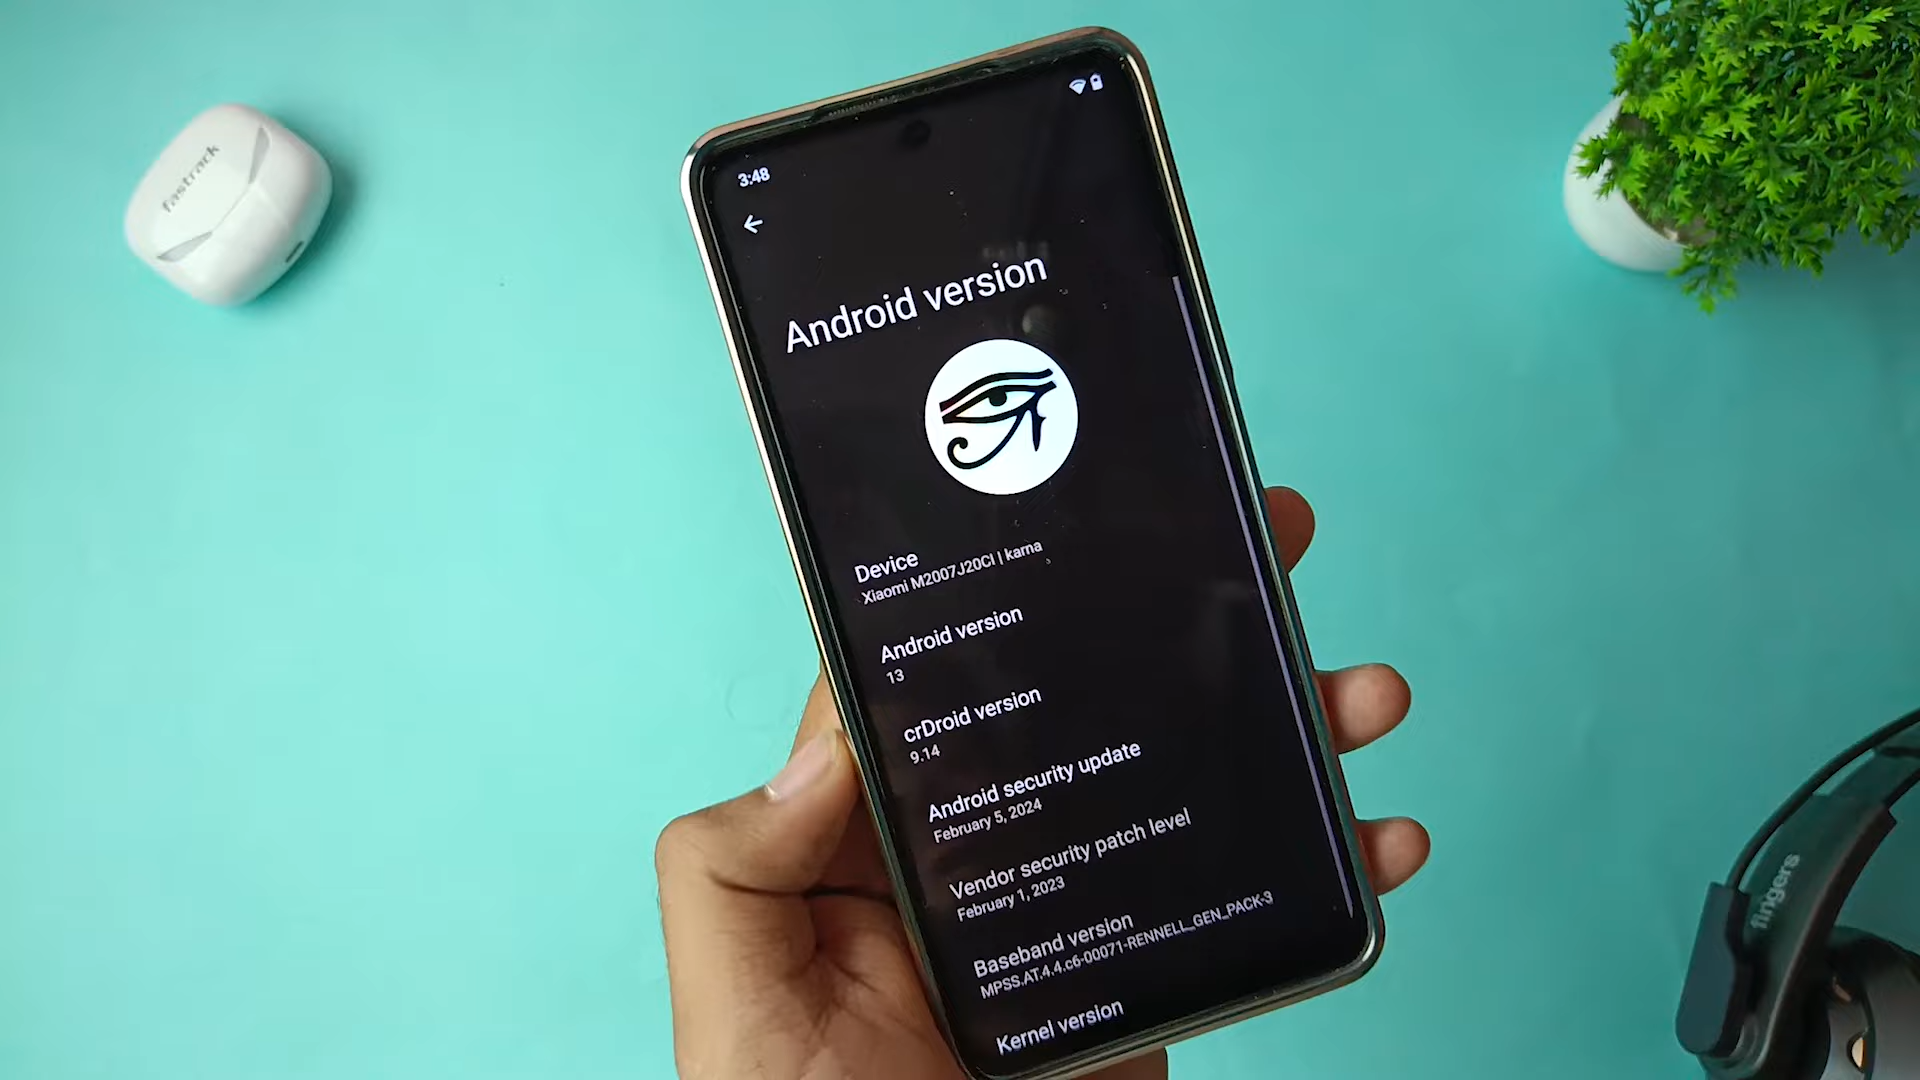 fastrack
3:48
Android version
Device
Xiaomi M2007J20CI | karna
Android version
13
crDroid version
9.14
Android security update
February 5, 2024
Vendor security patch level
February 1, 2023
Baseband version
MPSS.AT.4.4.c6-00071-RENNELL_GEN_PACK-3
Kernel version
fingers